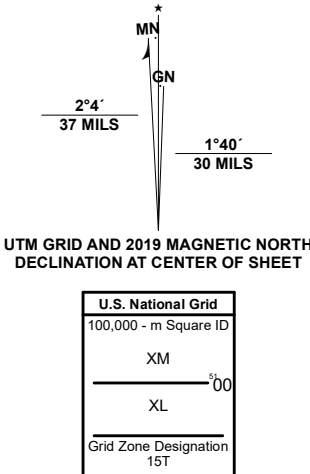 ★
MN
GN
2°4´
37 MILS
1°40´
30 MILS
UTM GRID AND 2019 MAGNETIC NORTH
DECLINATION AT CENTER OF SHEET
U.S. National Grid
100,000 - m Square ID
XM
5100
XL
Grid Zone Designation
15T